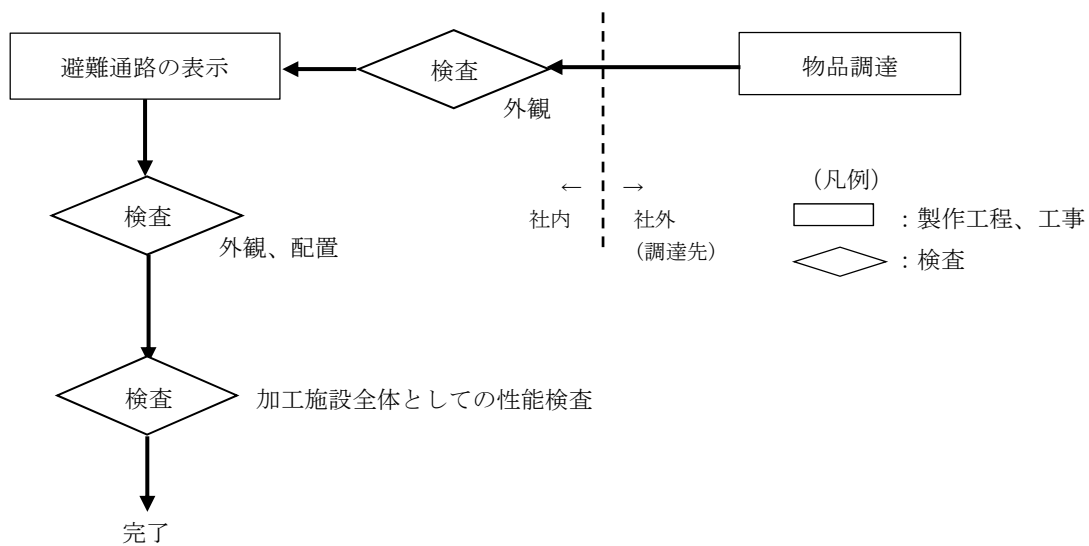 避難通路の表示
検査
外観
物品調達
←
→
社内
社外
(調達先)
(凡例)
：製作工程、工事
：検査
検査
外観、配置
検査
加工施設全体としての性能検査
完了